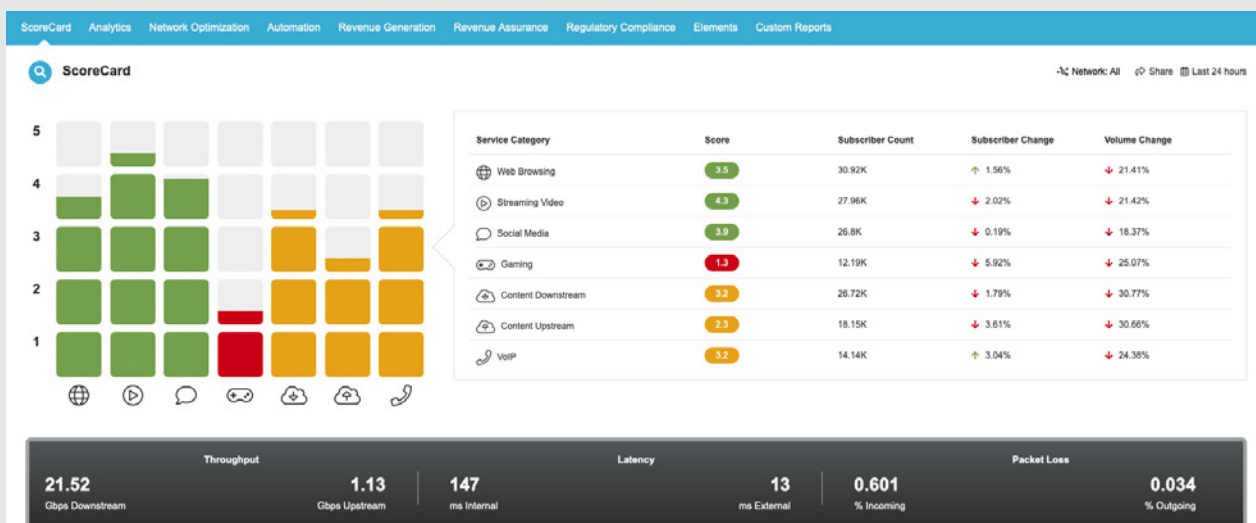 ScoreCard Analytics Network Optimization Automation Revenue Generation Revenue Assurance Regulatory Compliance Elements Custom Reports
ScoreCard
Network: All Share Last 24 hours
5
4
3
2
1
Service Category Score Subscriber Count Subscriber Change Volume Change
Web Browsing 3.5 30.92K ↑ 1.56% ↓ 21.41%
Streaming Video 4.3 27.96K ↓ 2.02% ↓ 21.42%
Social Media 3.9 26.8K ↓ 0.19% ↓ 18.37%
Gaming 1.3 12.19K ↓ 5.92% ↓ 25.07%
Content Downstream 3.2 26.72K ↓ 1.79% ↓ 30.77%
Content Upstream 2.3 18.15K ↓ 3.61% ↓ 30.66%
VoIP 3.2 14.14K ↑ 3.04% ↓ 24.38%
Throughput Latency Packet Loss
21.52 1.13 147 13 0.601 0.034
Gbps Downstream Gbps Upstream ms Internal ms External % Incoming % Outgoing